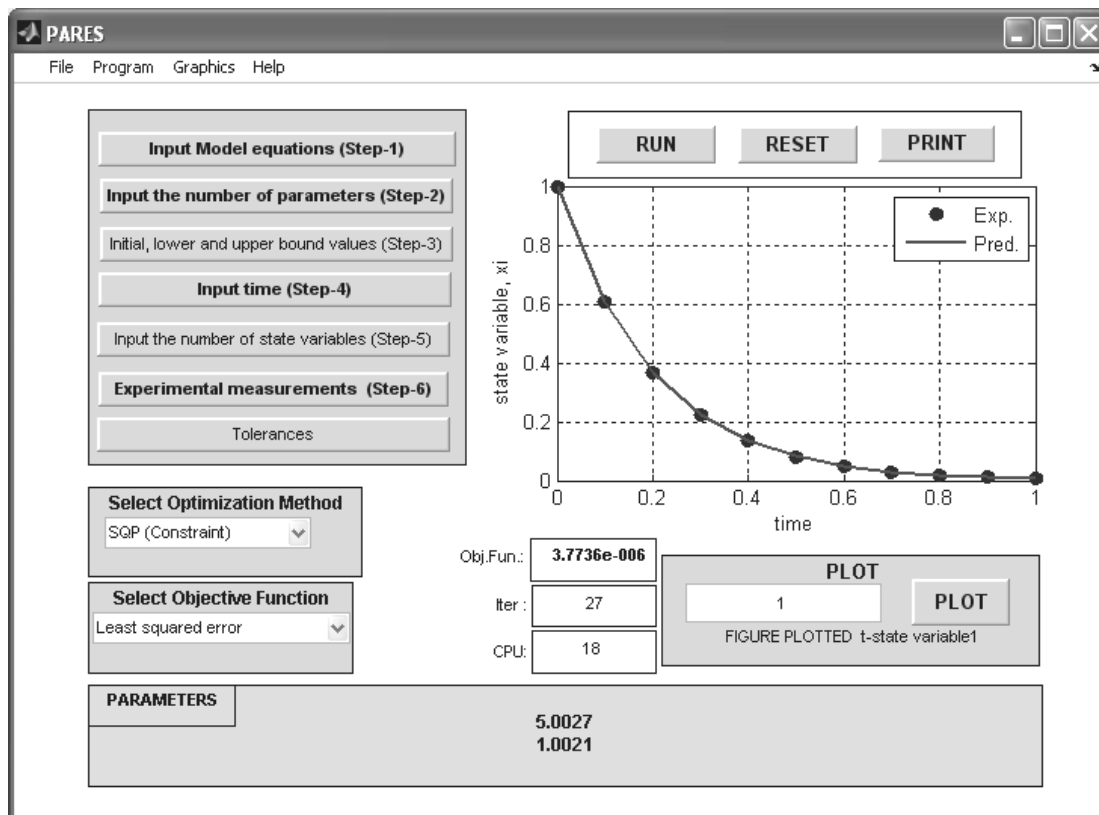 PARES
File Program Graphics Help
Input Model equations (Step-1)
Input the number of parameters (Step-2)
Initial, lower and upper bound values (Step-3)
Input time (Step-4)
Input the number of state variables (Step-5)
Experimental measurements (Step-6)
Tolerances
RUN RESET PRINT
1
0.8
0.6
0.4
0.2
0
state variable, xi
Exp.
Pred.
0 0.2 0.4 0.6 0.8 1
time
Select Optimization Method
SQP (Constraint)
Select Objective Function
Least squared error
Obj.Fun.: 3.7736e-006
Iter : 27
CPU: 18
PLOT
1 PLOT
FIGURE PLOTTED t-state variable1
PARAMETERS
5.0027
1.0021